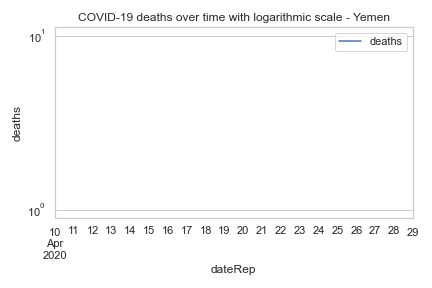 COVID-19 deaths over time with logarithmic scale - Yemen
10¹
deaths
deaths
10⁰
10 11 12 13 14 15 16 17 18 19 20 21 22 23 24 25 26 27 28 29
Apr
2020
dateRep